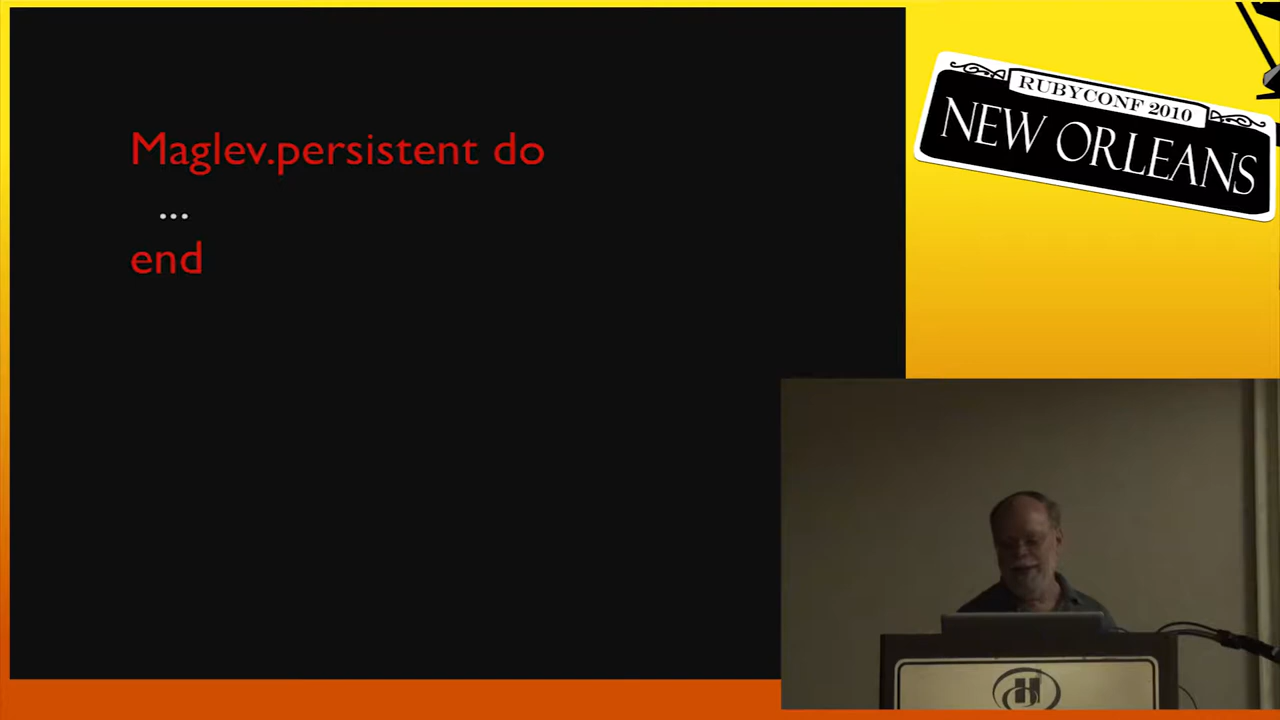 Maglev.persistent do
...
end
RUBYCONF 2010
NEW ORLEANS
H